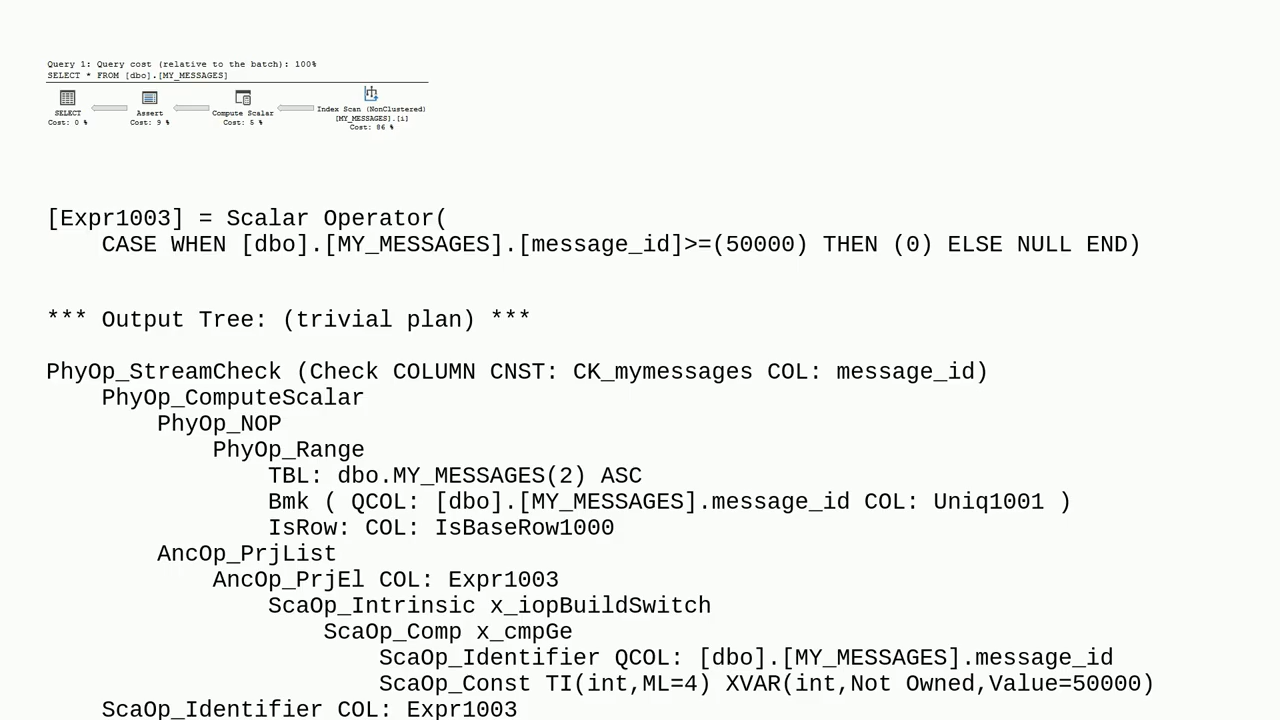 Query 1: Query cost (relative to the batch): 100%
SELECT * FROM [dbo].[MY_MESSAGES]
SELECT
Cost: 0 %
Assert
Cost: 9 %
Compute Scalar
Cost: 5 %
Index Scan (NonClustered)
[MY_MESSAGES].[i]
Cost: 86 %
[Expr1003] = Scalar Operator(
CASE WHEN [dbo].[MY_MESSAGES].[message_id]>=(50000) THEN (0) ELSE NULL END)
*** Output Tree: (trivial plan) ***
PhyOp_StreamCheck (Check COLUMN CNST: CK_mymessages COL: message_id)
PhyOp_ComputeScalar
PhyOp_NOP
PhyOp_Range
TBL: dbo.MY_MESSAGES(2) ASC
Bmk ( QCOL: [dbo].[MY_MESSAGES].message_id COL: Uniq1001 )
IsRow: COL: IsBaseRow1000
AncOp_PrjList
AncOp_PrjEl COL: Expr1003
ScaOp_Intrinsic x_iopBuildSwitch
ScaOp_Comp x_cmpGe
ScaOp_Identifier QCOL: [dbo].[MY_MESSAGES].message_id
ScaOp_Const TI(int,ML=4) XVAR(int,Not Owned,Value=50000)
ScaOp_Identifier COL: Expr1003